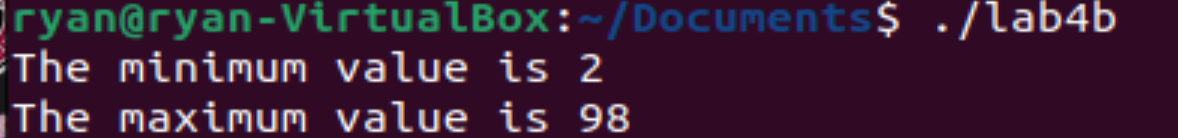 ryan@ryan-VirtualBox:~/Documents$ ./lab4b
The minimum value is 2
The maximum value is 98